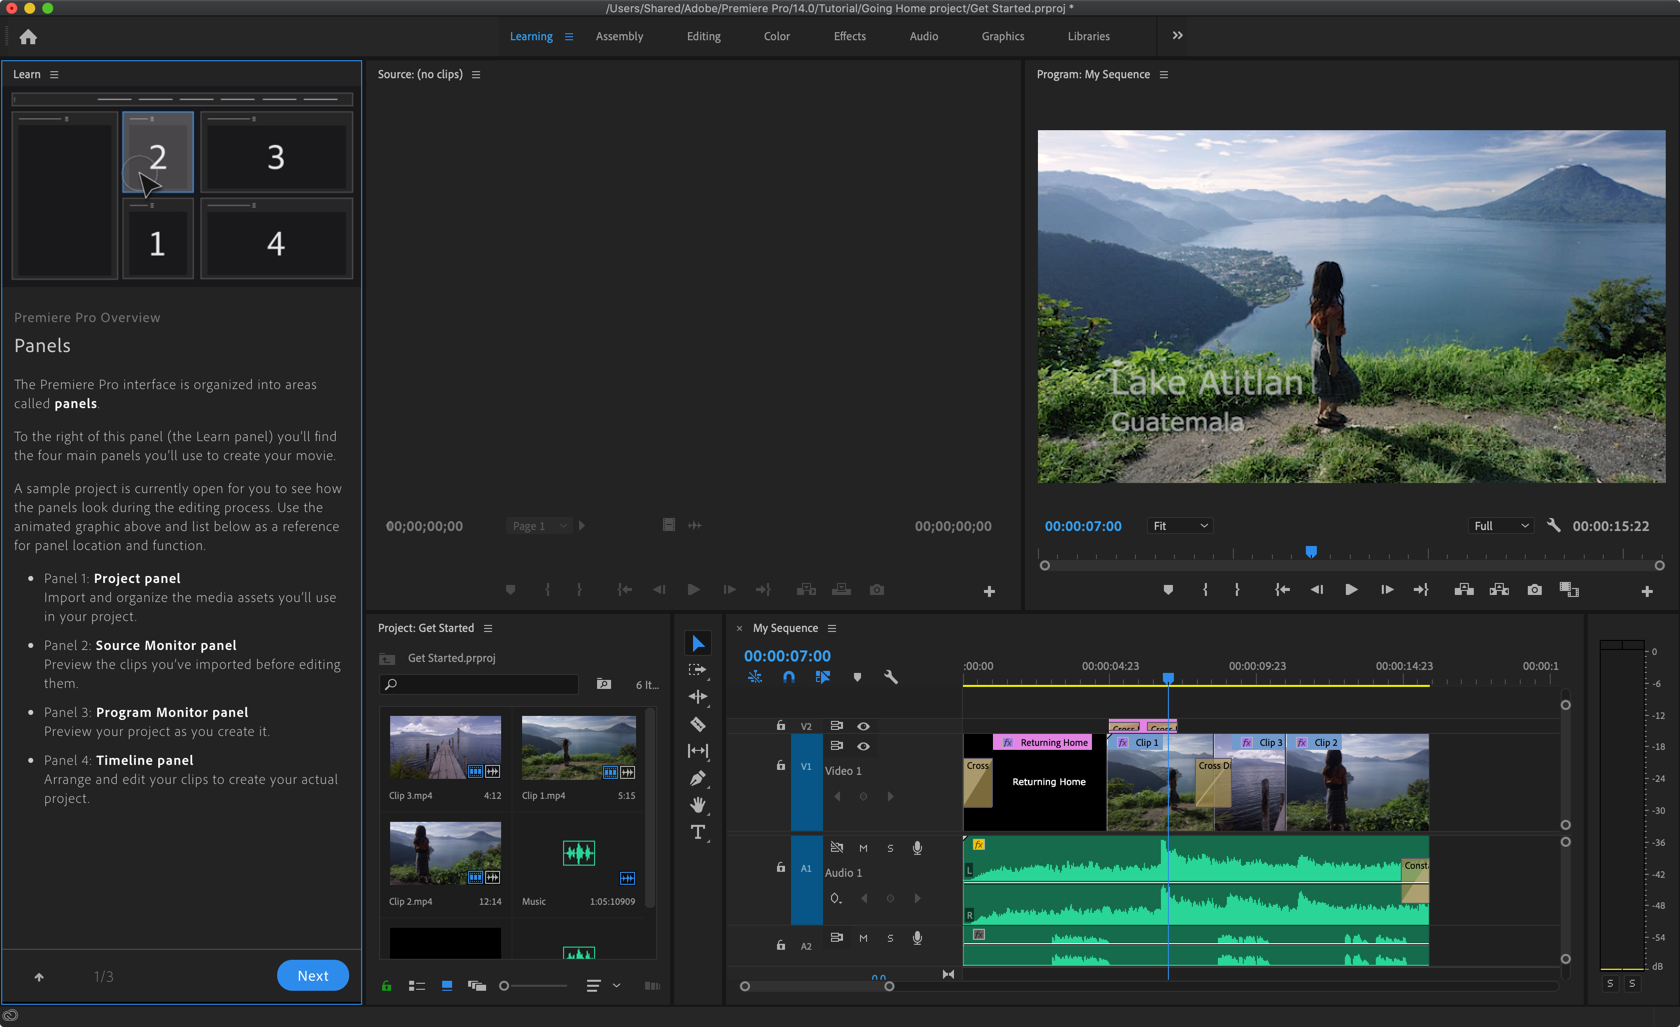 /Users/Shared/Adobe/Premiere Pro/14.0/Tutorial/Going Home project/Get Started.prproj *
Learning Assembly Editing Color Effects Audio Graphics Libraries
Learn
2 3
1 4
Premiere Pro Overview
Panels
The Premiere Pro interface is organized into areas
called panels.
To the right of this panel (the Learn panel) you'll find
the four main panels you'll use to create your movie.
A sample project is currently open for you to see how
the panels look during the editing process. Use the
animated graphic above and list below as a reference
for panel location and function.
• Panel 1: Project panel
Import and organize the media assets you'll use
in your project.
• Panel 2: Source Monitor panel
Preview the clips you've imported before editing
them.
• Panel 3: Program Monitor panel
Preview your project as you create it.
• Panel 4: Timeline panel
Arrange and edit your clips to create your actual
project.
1/3 Next
Source: (no clips)
00;00;00;00 Page 1 00;00;00;00
Program: My Sequence
Lake Atitlan
Guatemala
00:00:07:00 Fit Full 00:00:15:22
Project: Get Started
Get Started.prproj
6 It...
Clip 3.mp4 4:12 Clip 1.mp4 5:15
Clip 2.mp4 12:14 Music 1:05:10909
× My Sequence
00:00:07:00
:00:00 00:00:04:23 00:00:09:23 00:00:14:23 00:00:1
V2
V1 Video 1
fx Returning Home fx Clip 1 fx Clip 3 fx Clip 2
Cross Returning Home Cross Di
A1 M S
Audio 1
fx
L
R
Const
A2 M S
fx
0.0
0
-6
-12
-18
-24
-30
-36
-42
-48
-54
dB
S S